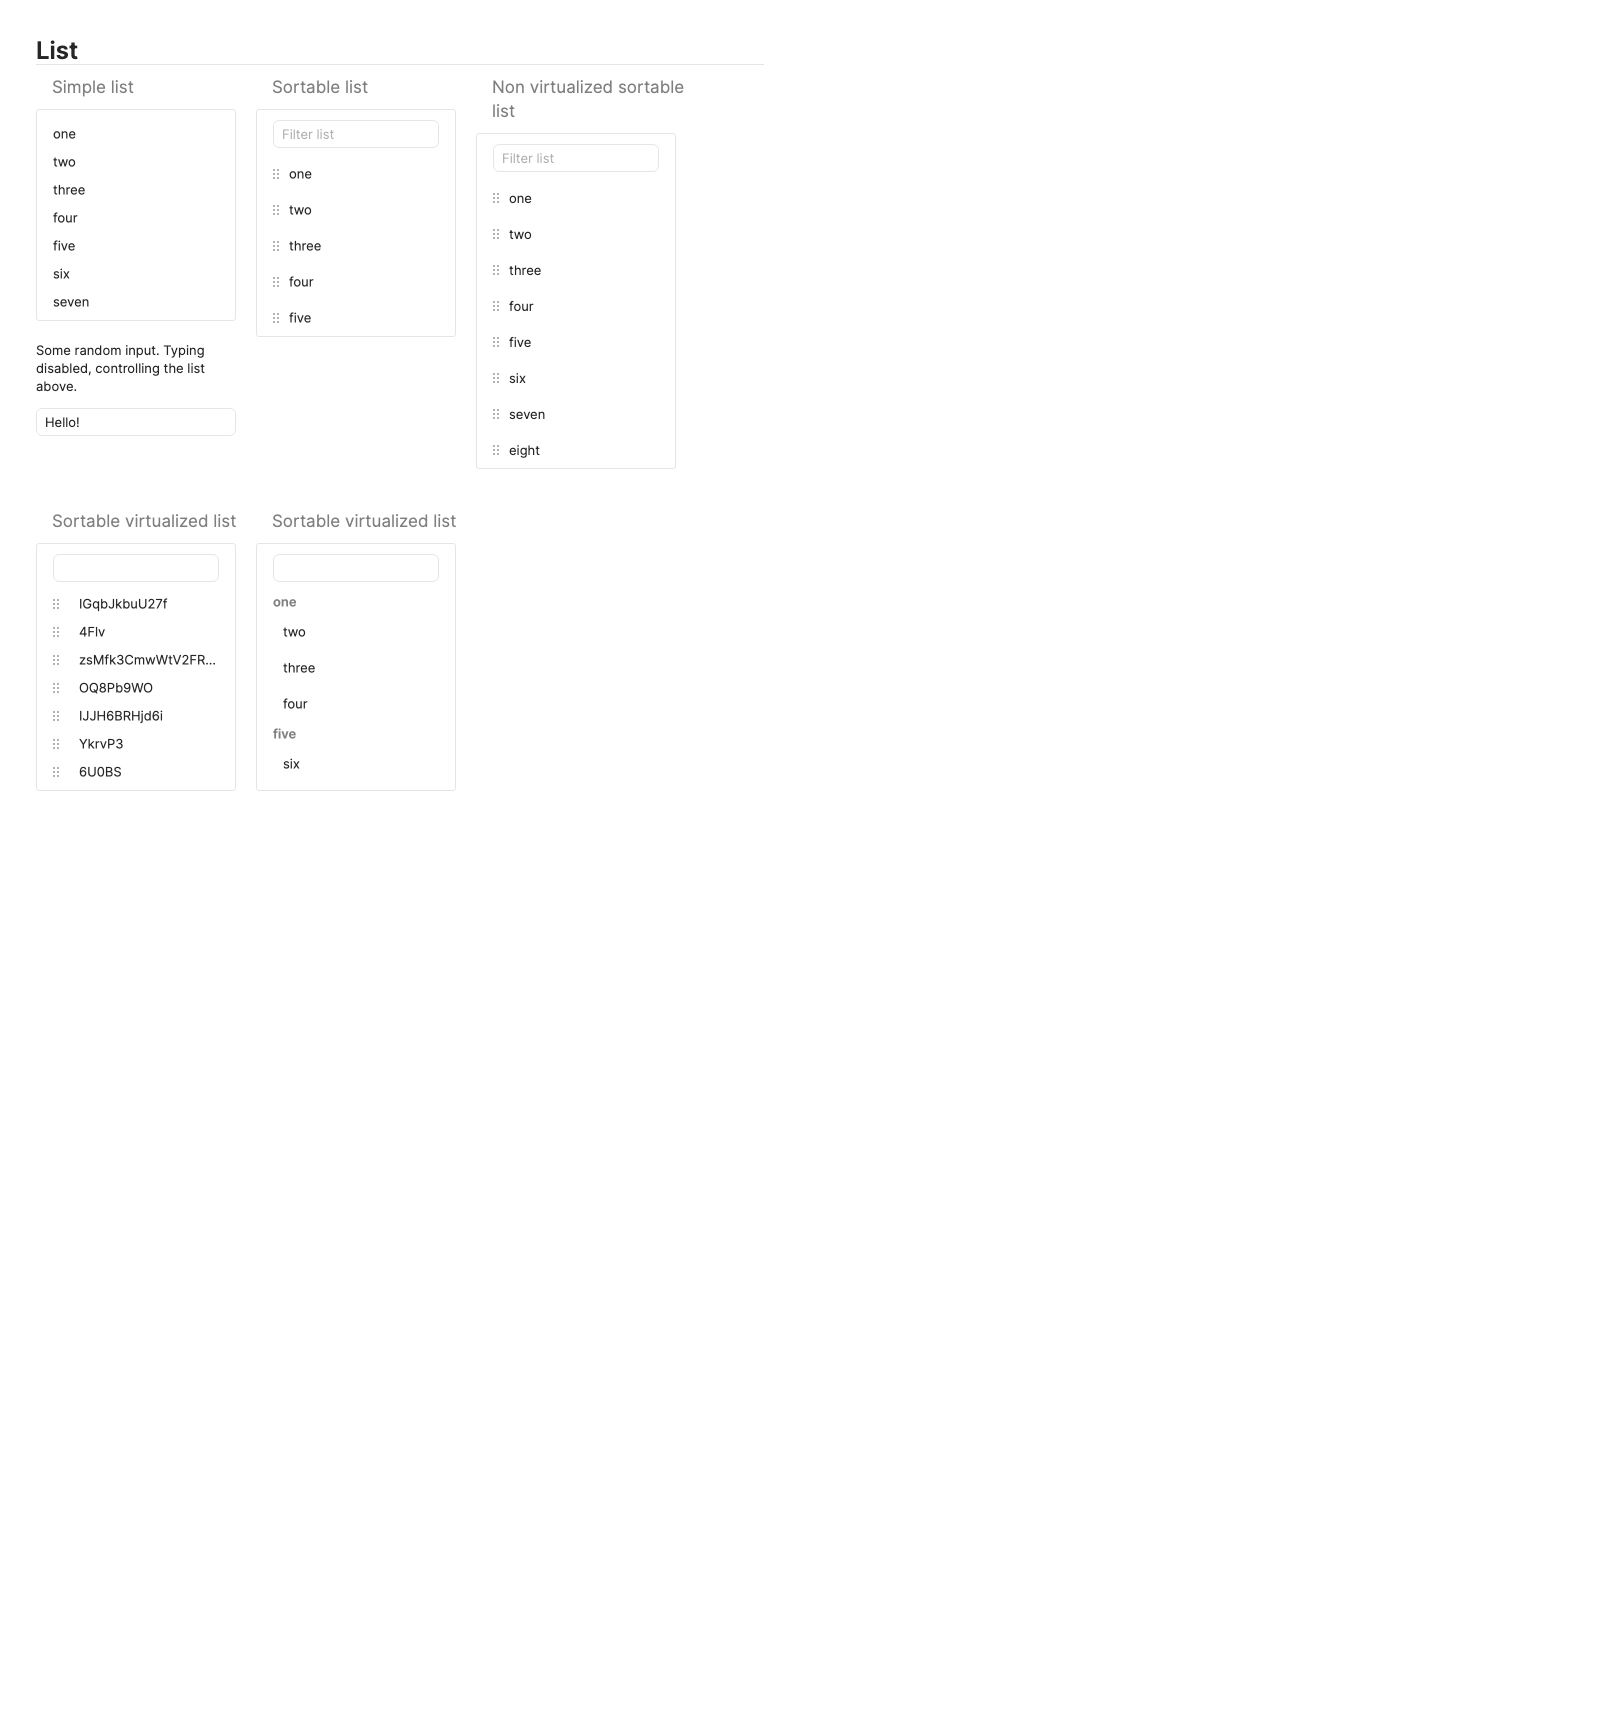 List
Simple list
one
two
three
four
five
six
seven
Some random input. Typing
disabled, controlling the list
above.
Hello!
Sortable list
Filter list
one
two
three
four
five
Non virtualized sortable
list
Filter list
one
two
three
four
five
six
seven
eight
Sortable virtualized list
IGqbJkbuU27f
4Flv
zsMfk3CmwWtV2FR...
OQ8Pb9WO
IJJH6BRHjd6i
YkrvP3
6U0BS
Sortable virtualized list
one
two
three
four
five
six